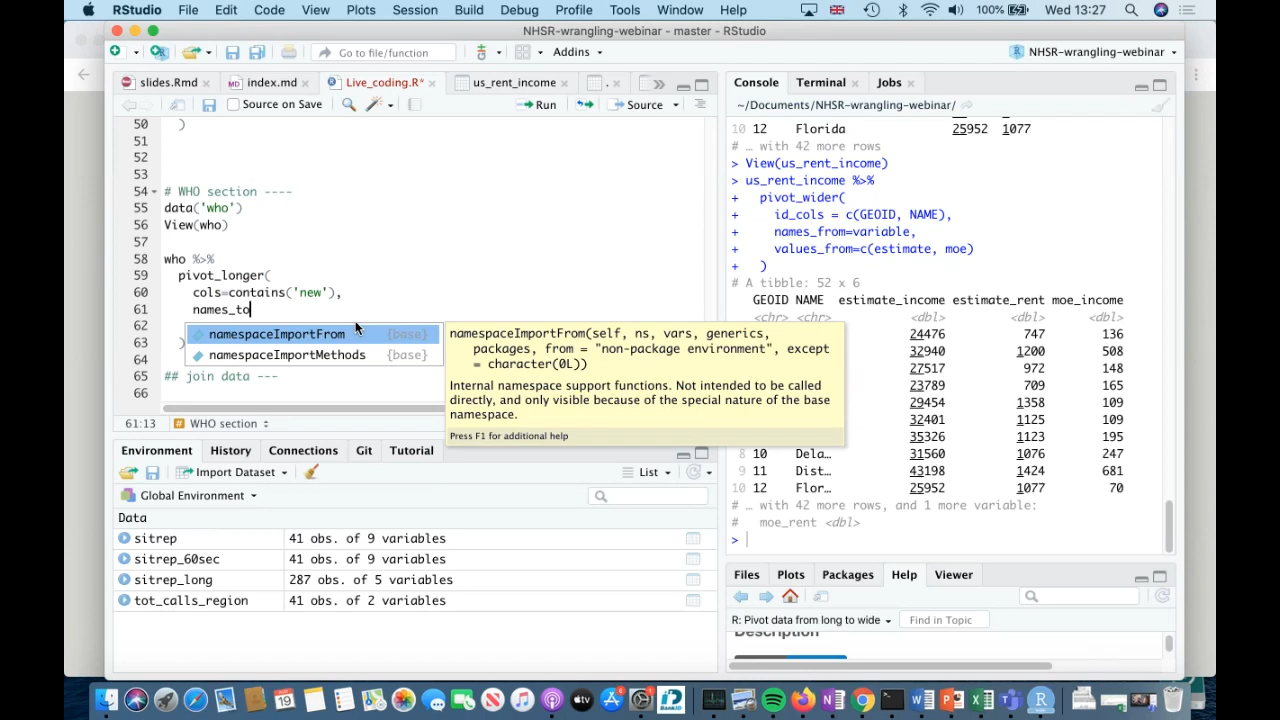 RStudio File Edit Code View Plots Session Build Debug Profile Tools Window Help 100% Wed 13:27
NHSR-wrangling-webinar - master - RStudio
Go to file/function Addins NHSR-wrangling-webinar
slides.Rmd index.md Live_coding.R* us_rent_income .
Source on Save Run Source
50 )
51
52
53
54 # WHO section ----
55 data('who')
56 View(who)
57
58 who %>%
59 pivot_longer(
60 cols=contains('new'),
61 names_to
62
63 )
64
65 ## join data ---
66
namespaceImportFrom {base}
namespaceImportMethods {base}
namespaceImportFrom(self, ns, vars, generics,
packages, from = "non-package environment", except
= character(0L))
Internal namespace support functions. Not intended to be called
directly, and only visible because of the special nature of the base
namespace.
Press F1 for additional help
61:13 # WHO section
Environment History Connections Git Tutorial
Import Dataset List
Global Environment
Data
sitrep 41 obs. of 9 variables
sitrep_60sec 41 obs. of 9 variables
sitrep_long 287 obs. of 5 variables
tot_calls_region 41 obs. of 2 variables
Console Terminal Jobs
~/Documents/NHSR-wrangling-webinar/
10 12 Florida 25952 1077
# … with 42 more rows
> View(us_rent_income)
> us_rent_income %>%
+ pivot_wider(
+ id_cols = c(GEOID, NAME),
+ names_from=variable,
+ values_from=c(estimate, moe)
+ )
# A tibble: 52 x 6
GEOID NAME estimate_income estimate_rent moe_income
<chr> <chr> <dbl> <dbl> <dbl>
24476 747 136
32940 1200 508
27517 972 148
23789 709 165
29454 1358 109
32401 1125 109
35326 1123 195
8 10 Dela… 31560 1076 247
9 11 Dist… 43198 1424 681
10 12 Flor… 25952 1077 70
# … with 42 more rows, and 1 more variable:
# moe_rent <dbl>
>
Files Plots Packages Help Viewer
R: Pivot data from long to wide Find in Topic
Description